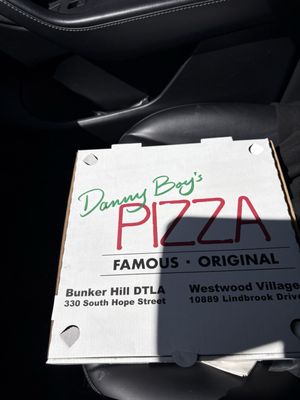 Danny Boy's
PIZZA
FAMOUS · ORIGINAL
Bunker Hill DTLA
330 South Hope Street
Westwood Village
10889 Lindbrook Drive